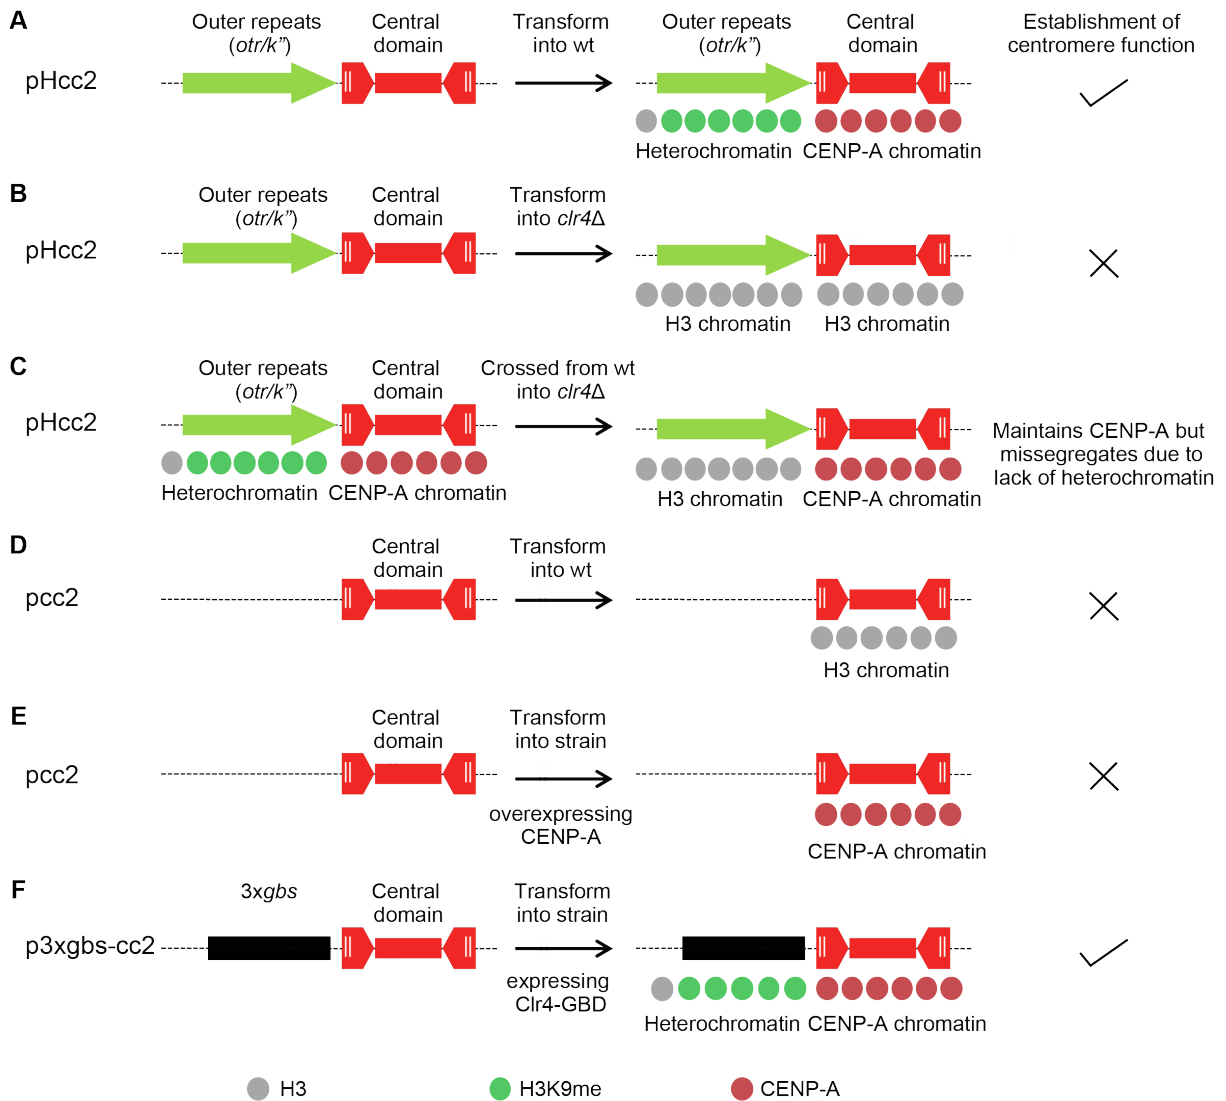 A
Outer repeats
(otr/k”)
Central
domain
Transform
into wt
Outer repeats
(otr/k”)
Central
domain
Establishment of
centromere function
pHcc2
Heterochromatin
CENP-A chromatin
B
Outer repeats
(otr/k”)
Central
domain
Transform
into clr4Δ
pHcc2
H3 chromatin
H3 chromatin
C
Outer repeats
(otr/k”)
Central
domain
Crossed from wt
into clr4Δ
pHcc2
Heterochromatin
CENP-A chromatin
H3 chromatin
CENP-A chromatin
Maintains CENP-A but
missegregates due to
lack of heterochromatin
D
Central
domain
Transform
into wt
pcc2
H3 chromatin
E
Central
domain
Transform
into strain
pcc2
overexpressing
CENP-A
CENP-A chromatin
F
3xgbs
Central
domain
Transform
into strain
p3xgbs-cc2
expressing
Clr4-GBD
Heterochromatin
CENP-A chromatin
H3
H3K9me
CENP-A